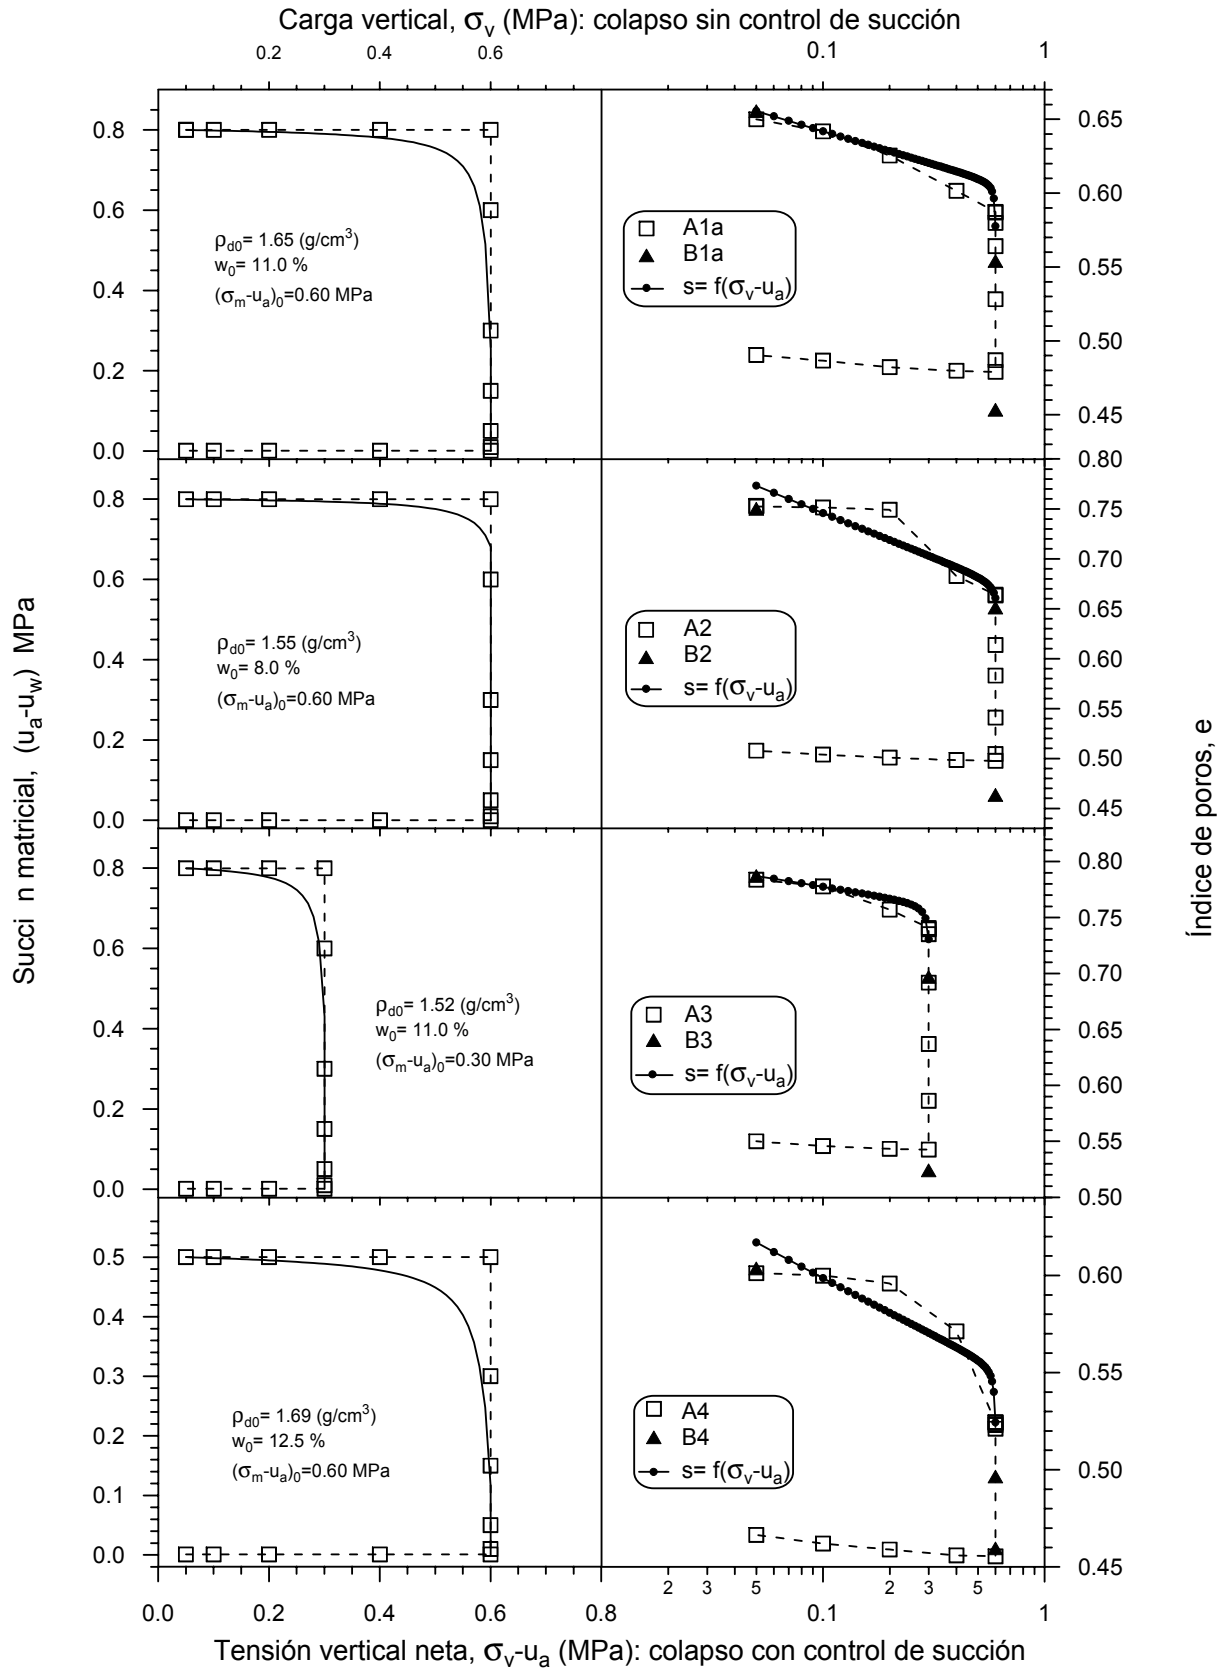 Carga vertical, σv (MPa): colapso sin control de succión
0.2 0.4 0.6 0.1 1
0.8
0.6
0.4
0.2
0.0
ρd0= 1.65 (g/cm³)
w0= 11.0 %
(σm-ua)0=0.60 MPa
A1a
B1a
s= f(σv-ua)
0.65
0.60
0.55
0.50
0.45
0.8
0.6
0.4
0.2
0.0
ρd0= 1.55 (g/cm³)
w0= 8.0 %
(σm-ua)0=0.60 MPa
A2
B2
s= f(σv-ua)
0.80
0.75
0.70
0.65
0.60
0.55
0.50
0.45
Succi n matricial, (ua-uw) MPa
Índice de poros, e
0.8
0.6
0.4
0.2
0.0
ρd0= 1.52 (g/cm³)
w0= 11.0 %
(σm-ua)0=0.30 MPa
A3
B3
s= f(σv-ua)
0.80
0.75
0.70
0.65
0.60
0.55
0.50
0.5
0.4
0.3
0.2
0.1
0.0
ρd0= 1.69 (g/cm³)
w0= 12.5 %
(σm-ua)0=0.60 MPa
A4
B4
s= f(σv-ua)
0.60
0.55
0.50
0.45
2 3 5 2 3 5
0.0 0.2 0.4 0.6 0.8 0.1 1
Tensión vertical neta, σv-ua (MPa): colapso con control de succión